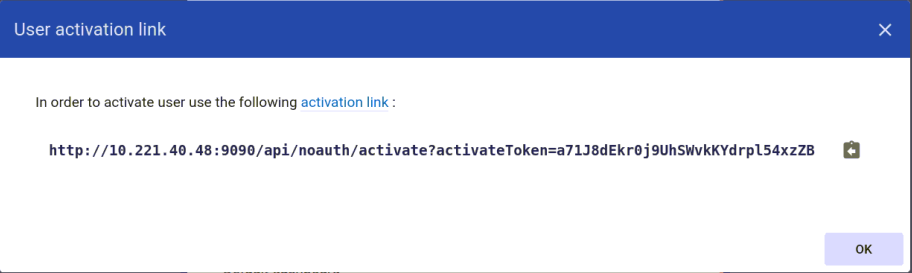 User activation link
In order to activate user use the following activation link :
http://10.221.40.48:9090/api/noauth/activate?activateToken=a71J8dEkr0j9UhSWvkKYdrpl54xzZB
OK